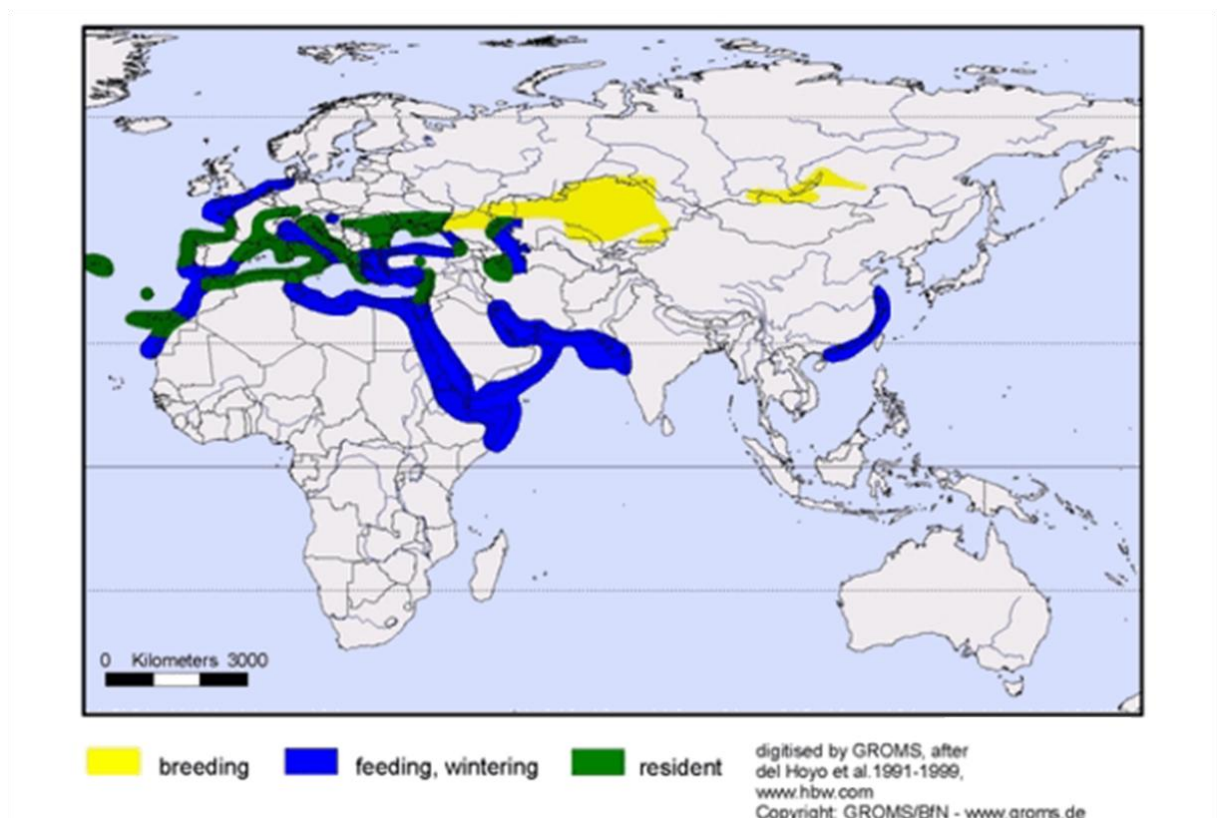 0 Kilometers 3000
breeding
feeding, wintering
resident
digitised by GROMS, after
del Hoyo et al.1991-1999,
www.hbw.com
Copyright: GROMS/BfN - www.groms.de